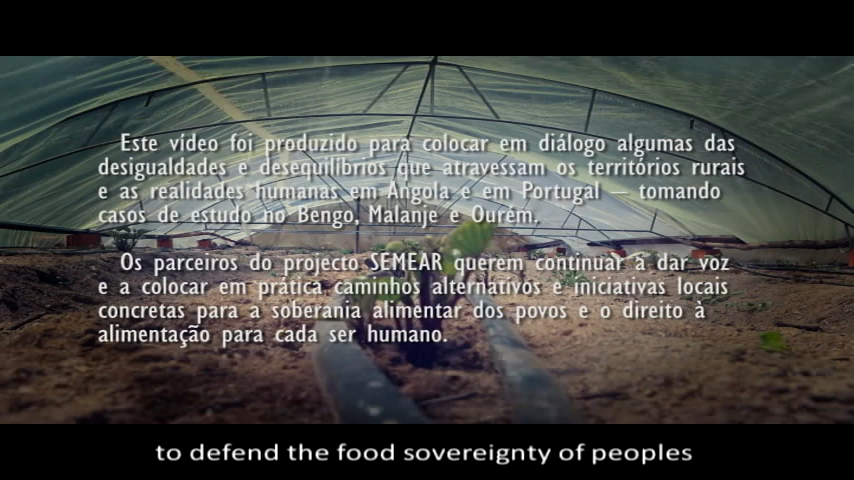 Este vídeo foi produzido para colocar em diálogo algumas das
desigualdades e desequilíbrios que atravessam os territórios rurais
e as realidades humanas em Angola e em Portugal — tomando
casos de estudo no Bengo, Malanje e Ourém.
Os parceiros do projecto SEMEAR querem continuar a dar voz
e a colocar em prática caminhos alternativos e iniciativas locais
concretas para a soberania alimentar dos povos e o direito à
alimentação para cada ser humano.
to defend the food sovereignty of peoples